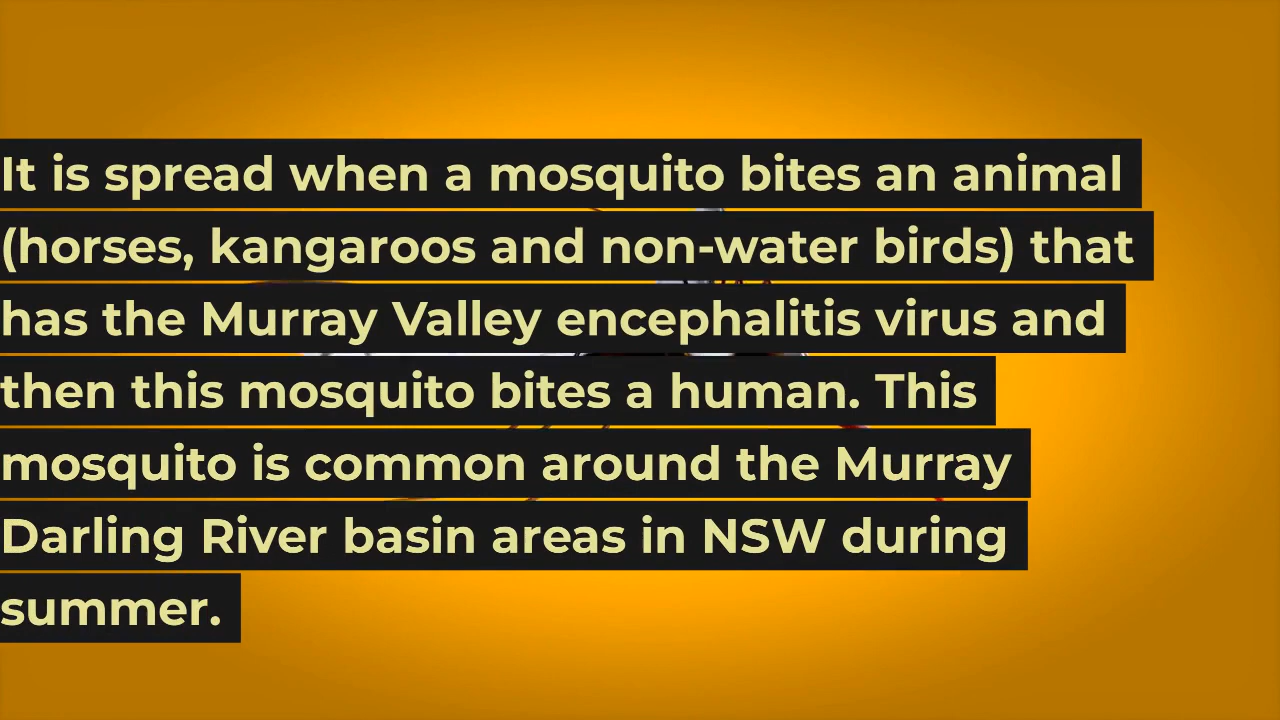 It is spread when a mosquito bites an animal
(horses, kangaroos and non-water birds) that
has the Murray Valley encephalitis virus and
then this mosquito bites a human. This
mosquito is common around the Murray
Darling River basin areas in NSW during
summer.